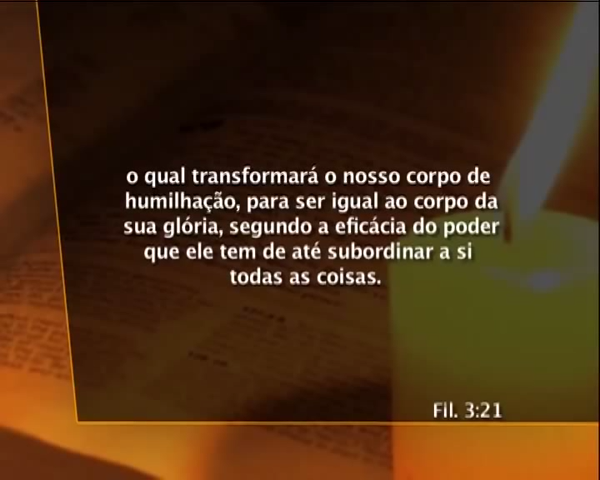 o qual transformará o nosso corpo de
humilhação, para ser igual ao corpo da
sua glória, segundo a eficácia do poder
que ele tem de até subordinar a si
todas as coisas.
Fil. 3:21